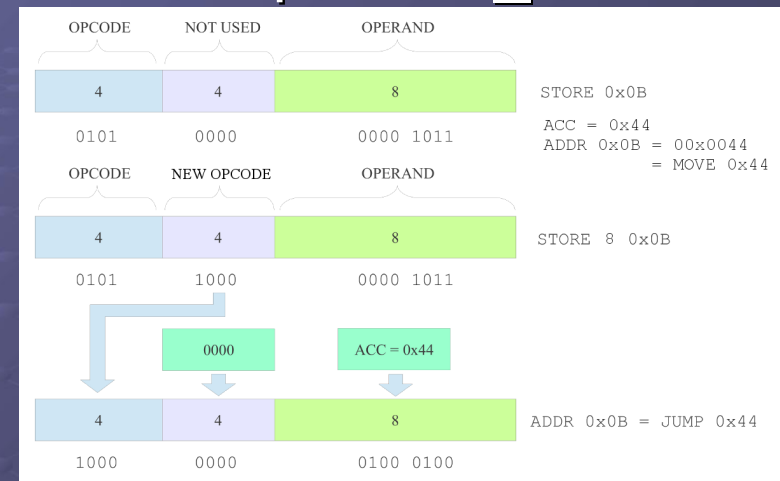 OPCODE NOT USED OPERAND
4 4 8 STORE 0x0B
0101 0000 0000 1011
ACC = 0x44
ADDR 0x0B = 00x0044
= MOVE 0x44
OPCODE NEW OPCODE OPERAND
4 4 8 STORE 8 0x0B
0101 1000 0000 1011
0000 ACC = 0x44
4 4 8 ADDR 0x0B = JUMP 0x44
1000 0000 0100 0100